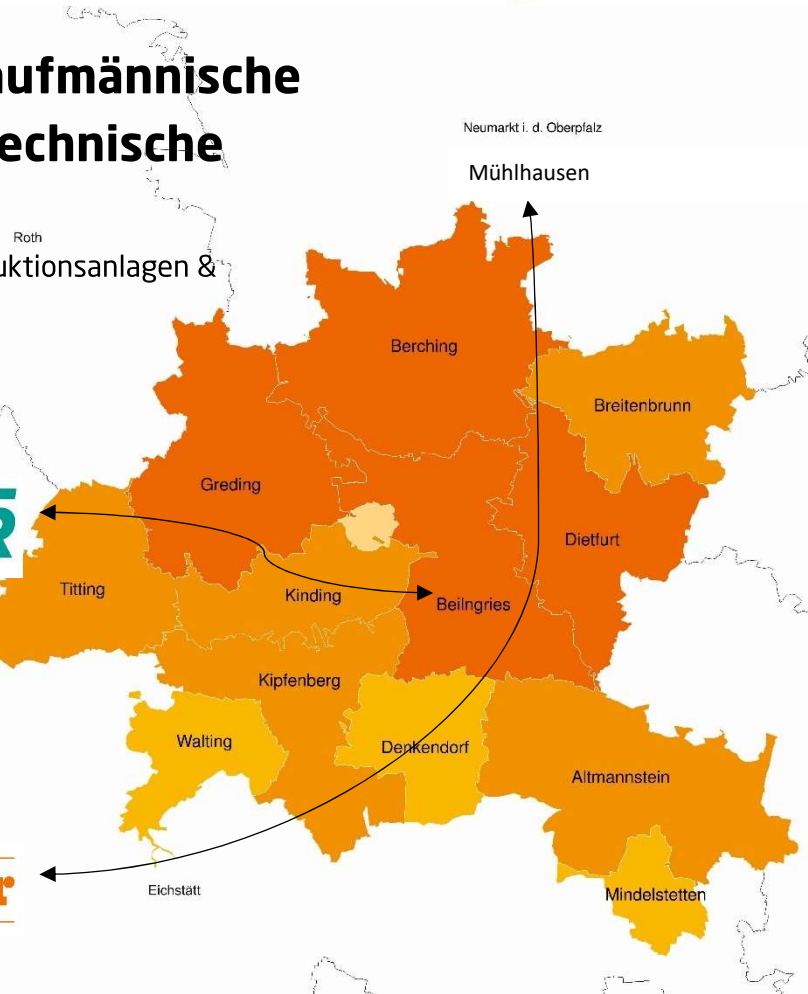 aufmännische
echnische
Neumarkt i. d. Oberpfalz
Mühlhausen
Roth
uktionsanlagen &
Berching
Breitenbrunn
Greding
R
Dietfurt
Titting
Kinding
Beilngries
Kipfenberg
Walting
Denkendorf
Altmannstein
r
Eichstätt
Mindelstetten